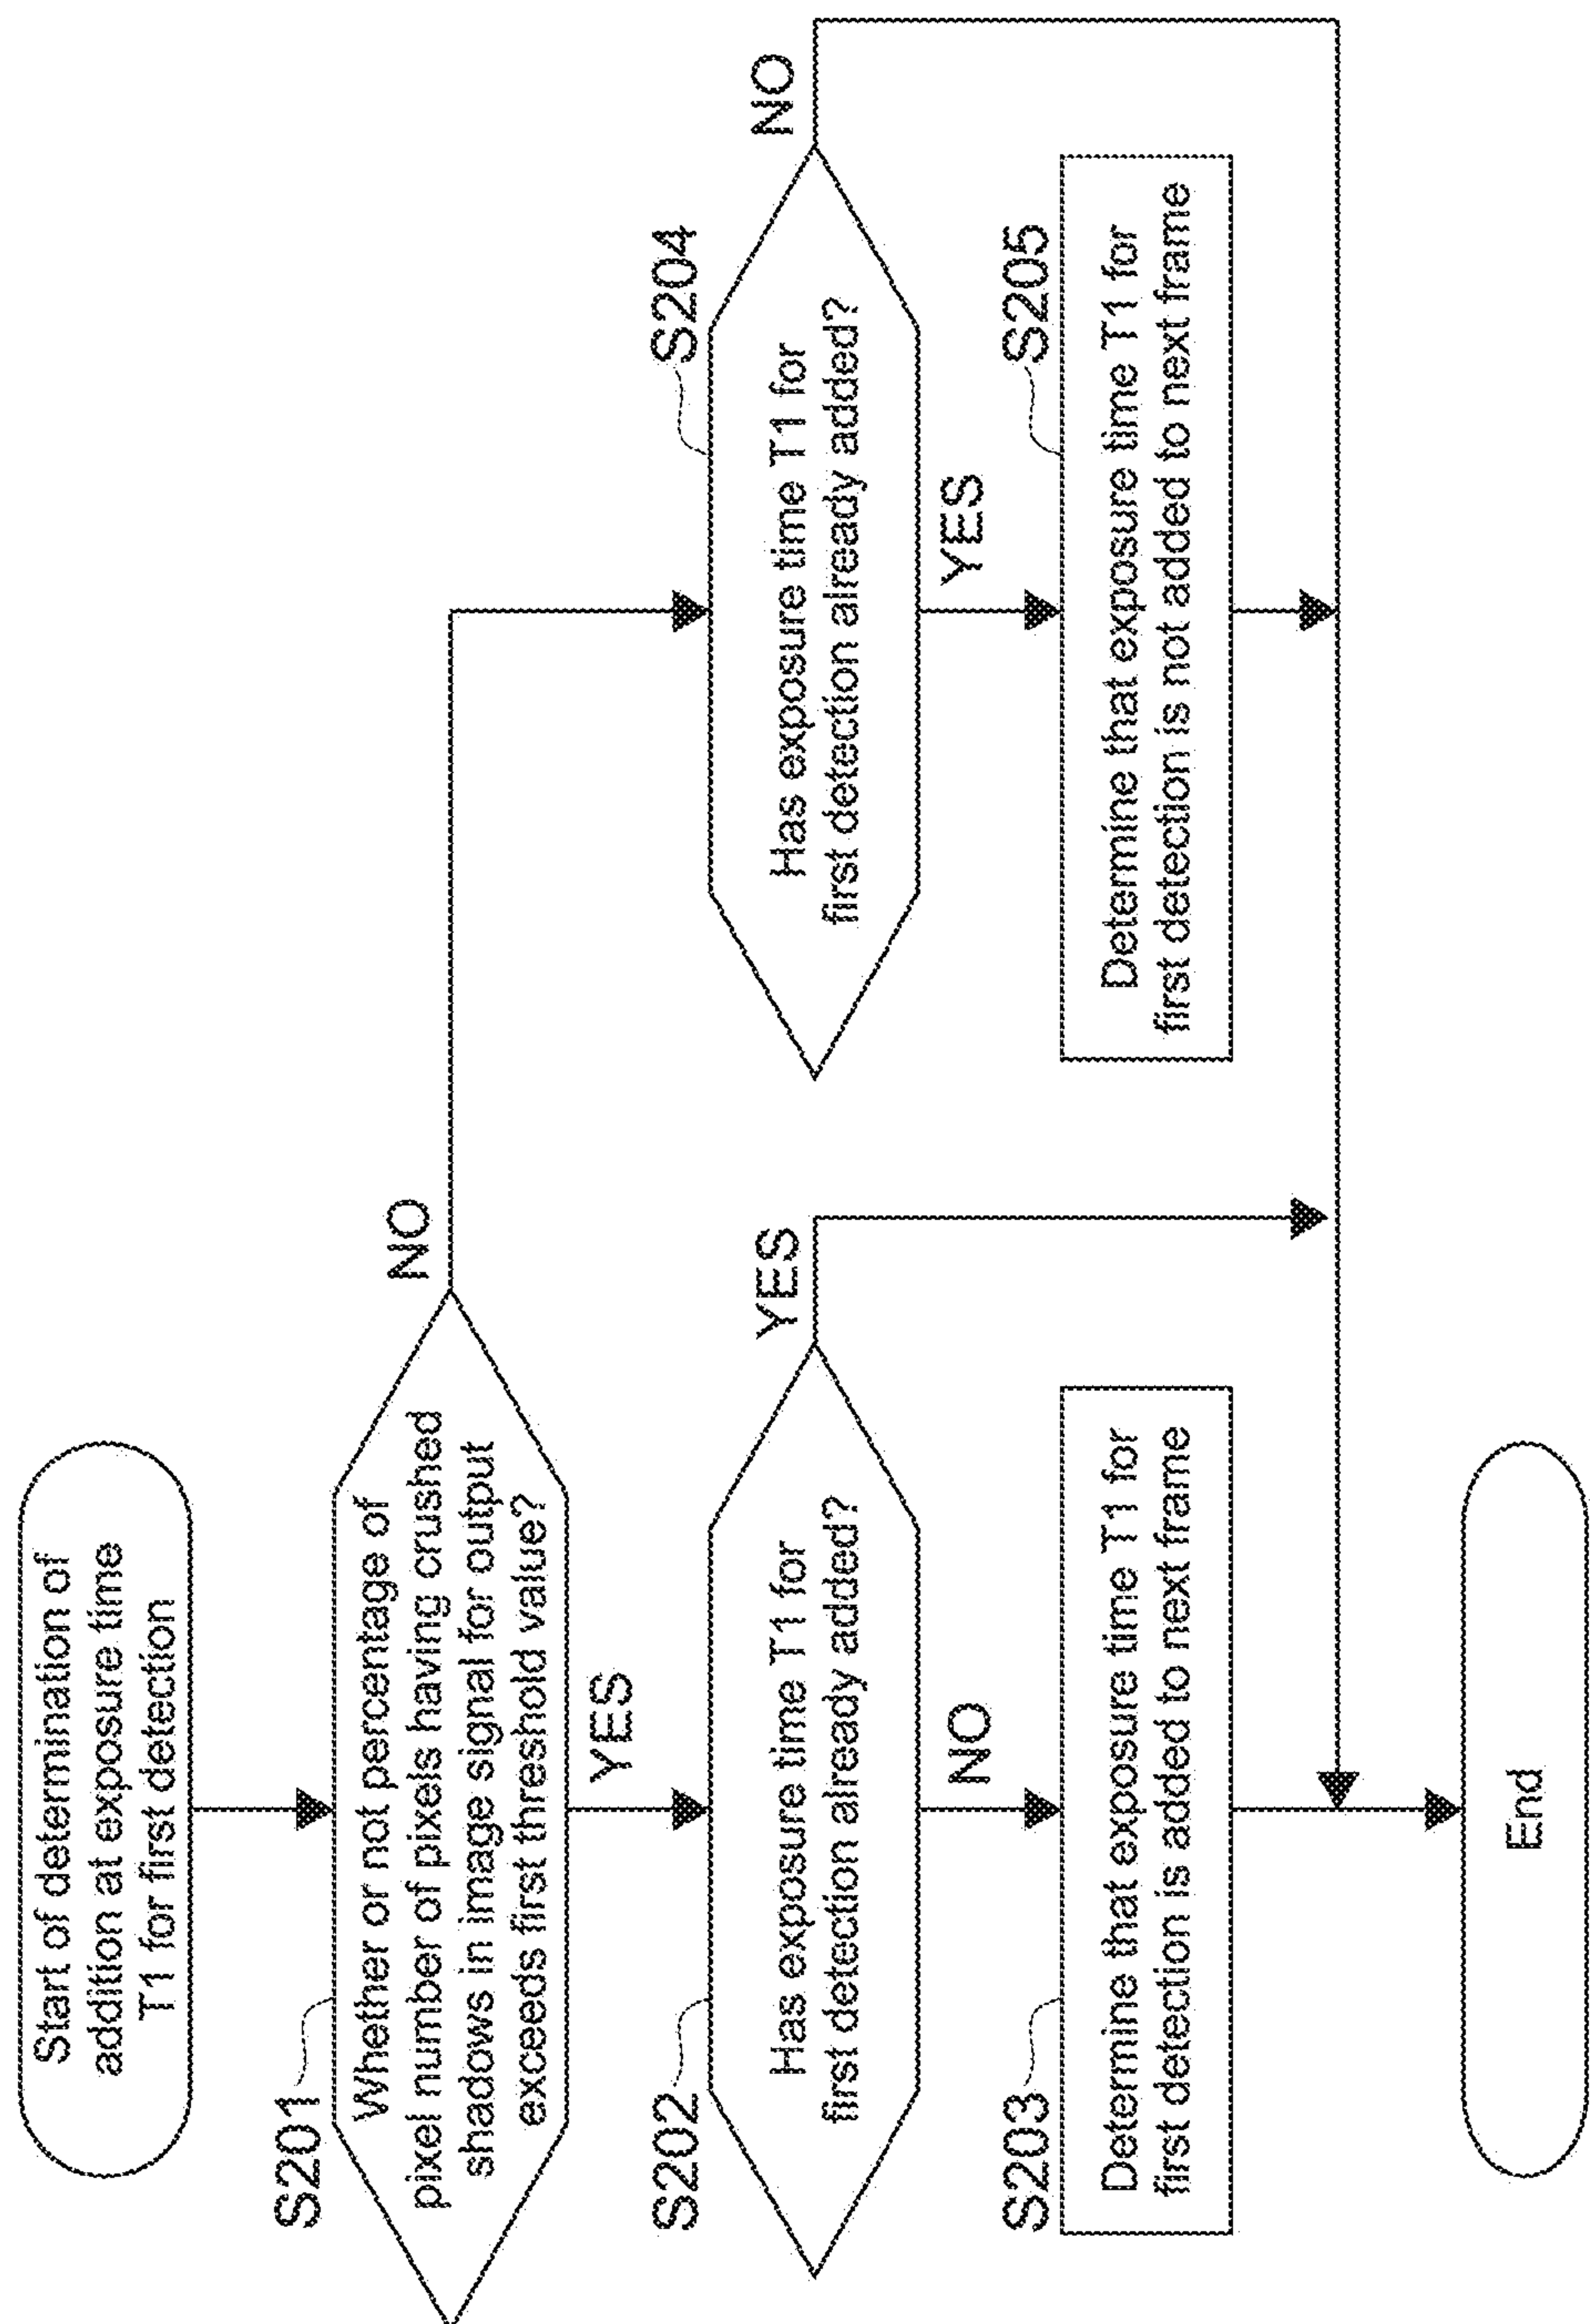 Start of determination of
addition at exposure time
T1 for first detection
S201
Whether or not percentage of
pixel number of pixels having crushed
shadows in image signal for output
exceeds first threshold value?
NO
YES
S202
Has exposure time T1 for
first detection already added?
YES
NO
S203
Determine that exposure time T1 for
first detection is added to next frame
S204
Has exposure time T1 for
first detection already added?
NO
YES
S205
Determine that exposure time T1 for
first detection is not added to next frame
End